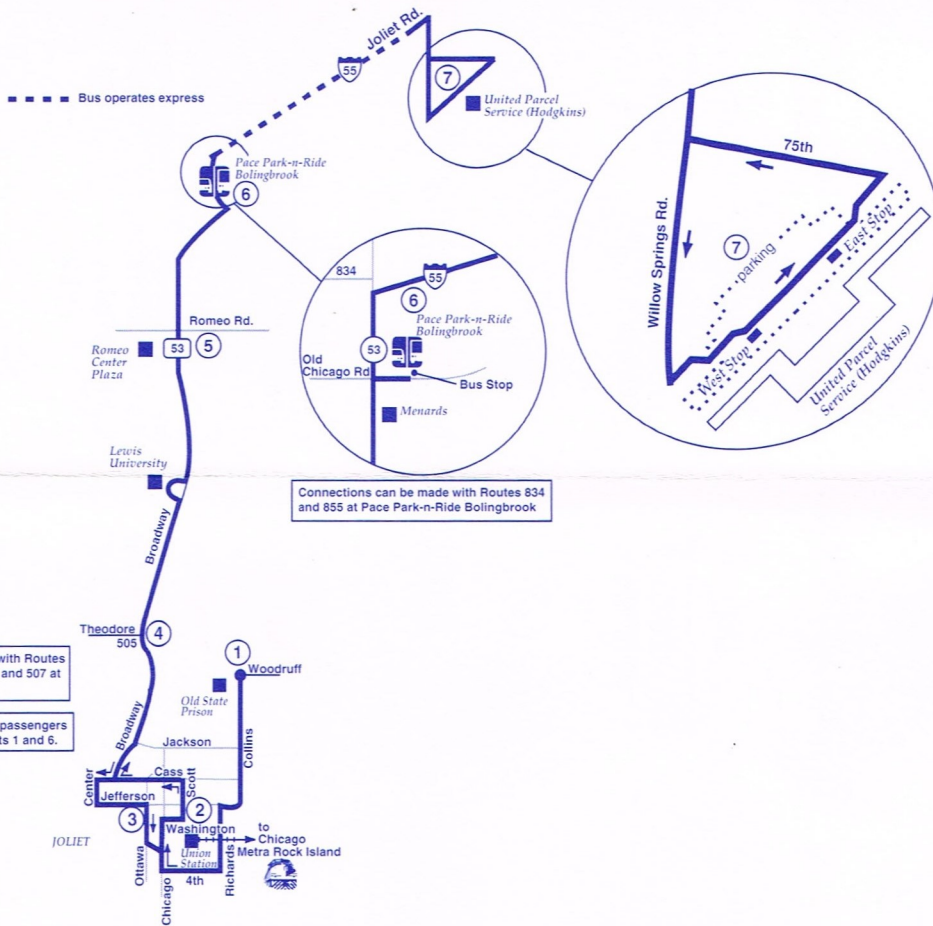 Joliet Rd.
55
Bus operates express
7
United Parcel
Service (Hodgkins)
75th
Pace Park-n-Ride
Bolingbrook
6
Willow Springs Rd.
7
parking
East Stop
West Stop
United Parcel
Service (Hodgkins)
834
55
6
Pace Park-n-Ride
Bolingbrook
53
Old
Chicago Rd
Bus Stop
Menards
Romeo Rd.
53
5
Romeo
Center
Plaza
Lewis
University
Connections can be made with Routes 834
and 855 at Pace Park-n-Ride Bolingbrook
Broadway
Theodore
505
4
1
Woodruff
with Routes
and 507 at
Old State
Prison
passengers
ts 1 and 6.
Broadway
Jackson
Collins
Center
Cass
Scott
Jefferson
2
3
Washington
to
Chicago
Metra Rock Island
JOLIET
Union
Station
Ottawa
Richards
4th
Chicago